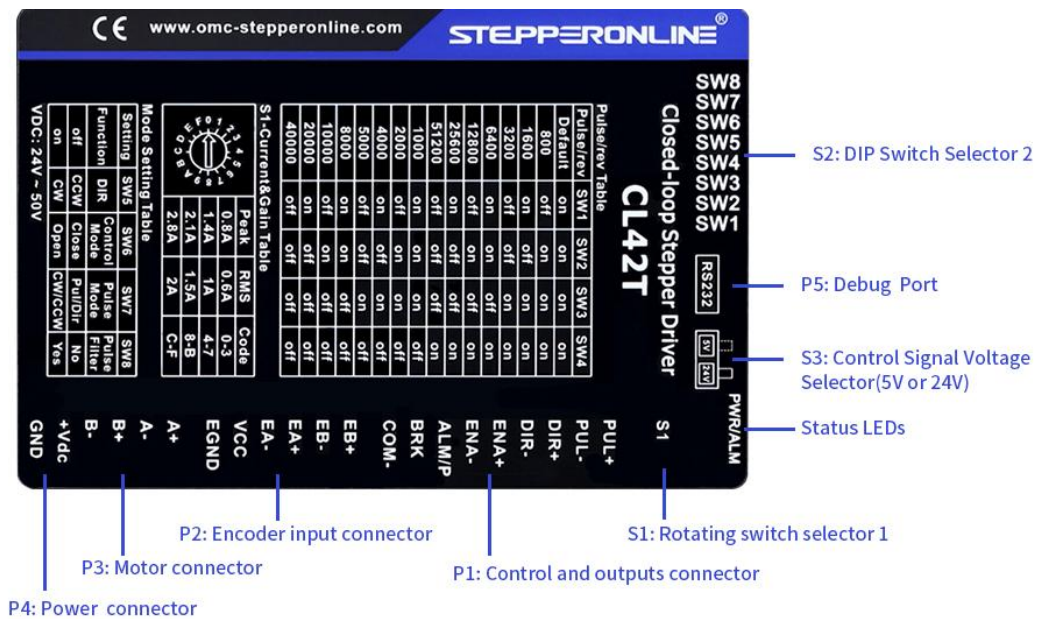 CE www.omc-stepperonline.com STEPPERONLINE®
SW8
SW7
SW6
SW5
SW4
SW3
SW2
SW1
RS232
5V 24V
PWR/ALM
Closed-loop Stepper Driver
CL42T
S1
Pulse/rev Table
Pulse/rev SW1 SW2 SW3 SW4
Default on on on on
800 off on on on
1600 on off on on
3200 off off on on
6400 on on off on
12800 off on off on
25600 on off off on
51200 off off off on
1000 on on on off
2000 off on on off
4000 on off on off
5000 off off on off
8000 on on off off
10000 off on off off
20000 on off off off
40000 off off off off
S1-Current&Gain Table
0 1 2 3 4 5 6 7 8 9 A B C D E F
Peak RMS Code
0.8A 0.6A 0-3
1.4A 1A 4-7
2.1A 1.5A 8-B
2.8A 2A C-F
Mode Setting Table
Setting SW5 SW6 SW7 SW8
Function DIR Control Mode Pulse Mode Pulse Filter
off CCW Close Pul/Dir No
on CW Open CW/CCW Yes
VDC: 24V ~ 50V
PUL+
PUL-
DIR+
DIR-
ENA+
ENA-
ALM/P
BRK
COM-
EB+
EB-
EA+
EA-
VCC
EGND
A+
A-
B+
B-
+Vdc
GND
S2: DIP Switch Selector 2
P5: Debug Port
S3: Control Signal Voltage
Selector(5V or 24V)
Status LEDs
S1: Rotating switch selector 1
P1: Control and outputs connector
P2: Encoder input connector
P3: Motor connector
P4: Power connector